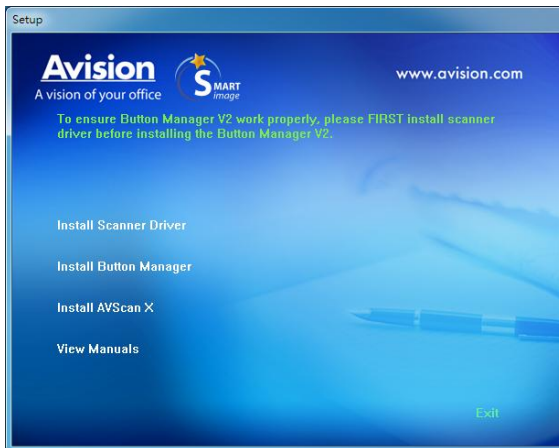 Setup
Avision
A vision of your office
SMART
image
www.avision.com
To ensure Button Manager V2 work properly, please FIRST install scanner
driver before installing the Button Manager V2.
Install Scanner Driver
Install Button Manager
Install AVScan X
View Manuals
Exit